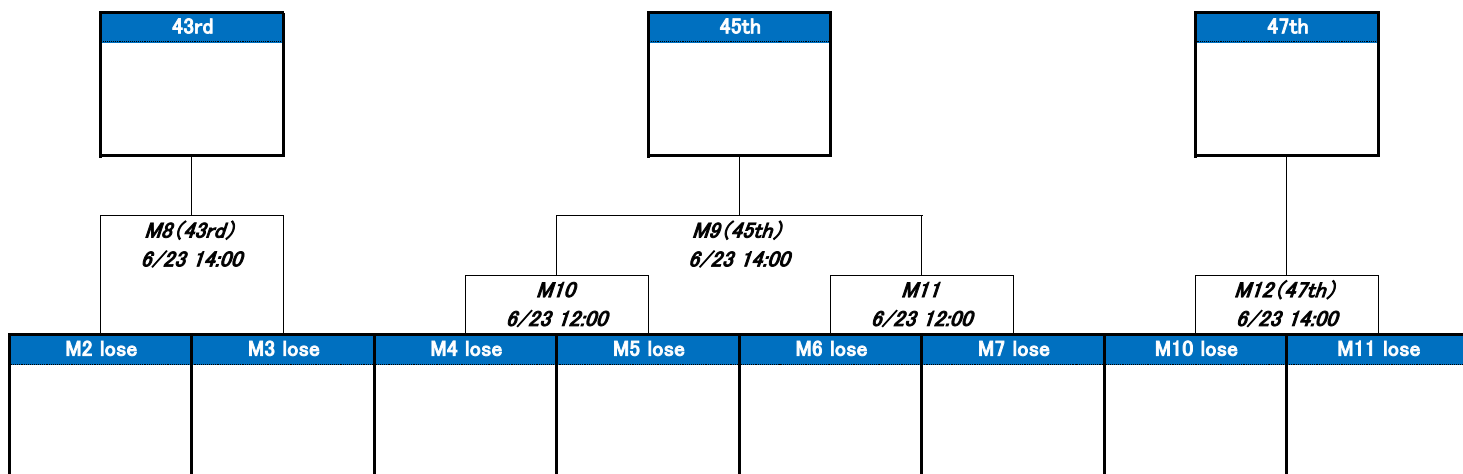 43rd
45th
47th
M8(43rd)
6/23 14:00
M9(45th)
6/23 14:00
M10
6/23 12:00
M11
6/23 12:00
M12(47th)
6/23 14:00
M2 lose
M3 lose
M4 lose
M5 lose
M6 lose
M7 lose
M10 lose
M11 lose